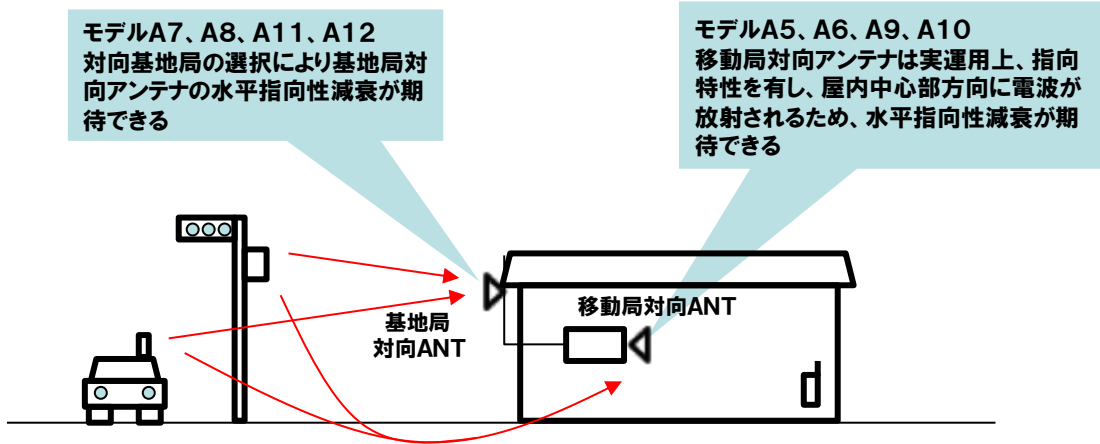 モデルA7、A8、A11、A12
対向基地局の選択により基地局対
向アンテナの水平指向性減衰が期
待できる
モデルA5、A6、A9、A10
移動局対向アンテナは実運用上、指向
特性を有し、屋内中心部方向に電波が
放射されるため、水平指向性減衰が期
待できる
基地局
対向ANT
移動局対向ANT